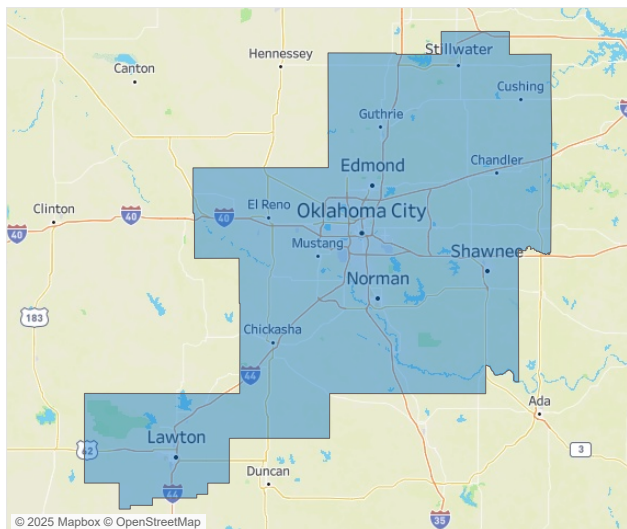 Stillwater
Hennessey
Canton
Cushing
Guthrie
Chandler
Edmond
El Reno
Clinton
40
40
Oklahoma City
40
Mustang
Shawnee
Norman
183
Chickasha
44
Ada
Lawton
62
3
Duncan
44
35
© 2025 Mapbox © OpenStreetMap